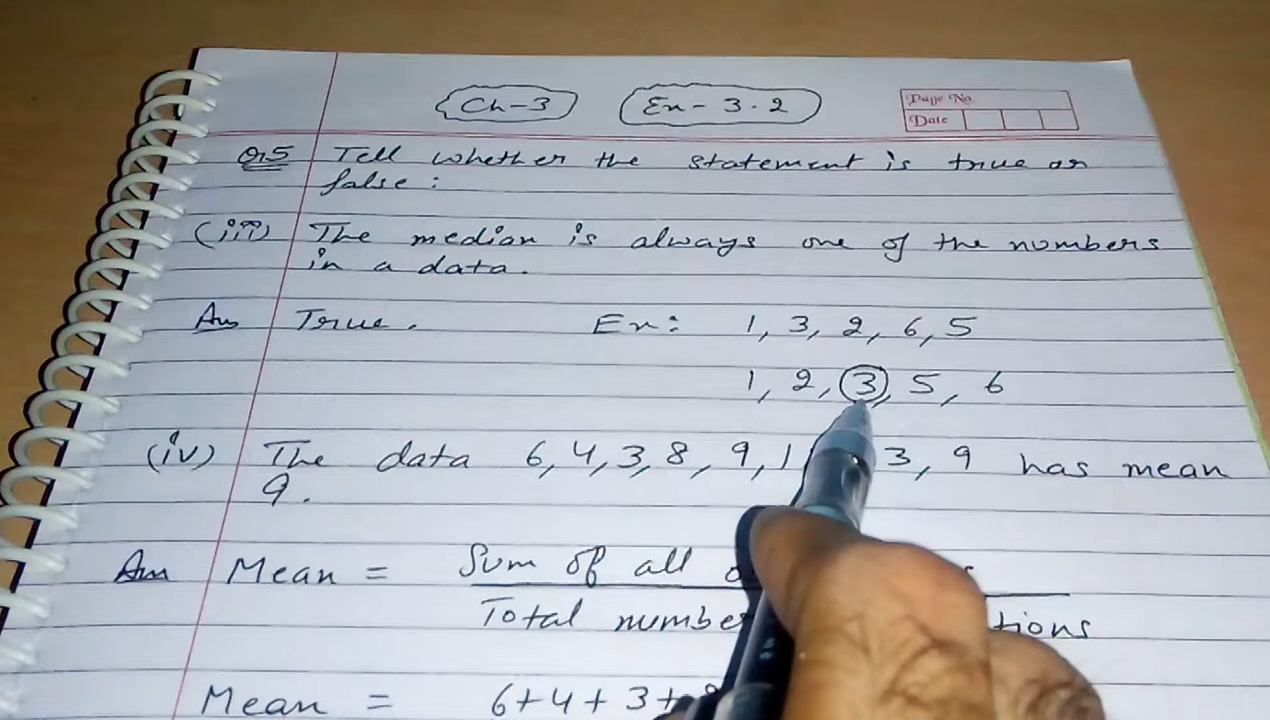 Ch-3 Ex-3.2
Page No.
Date
Q.5 Tell whether the statement is true or
false:
(iii) The median is always one of the numbers
in a data.
Ans True. Ex: 1, 3, 2, 6, 5
1, 2, 3, 5, 6
(iv) The data 6, 4, 3, 8, 9, 1 3, 9 has mean
9.
Ans Mean = Sum of all
Total number
Mean = 6+4+3+